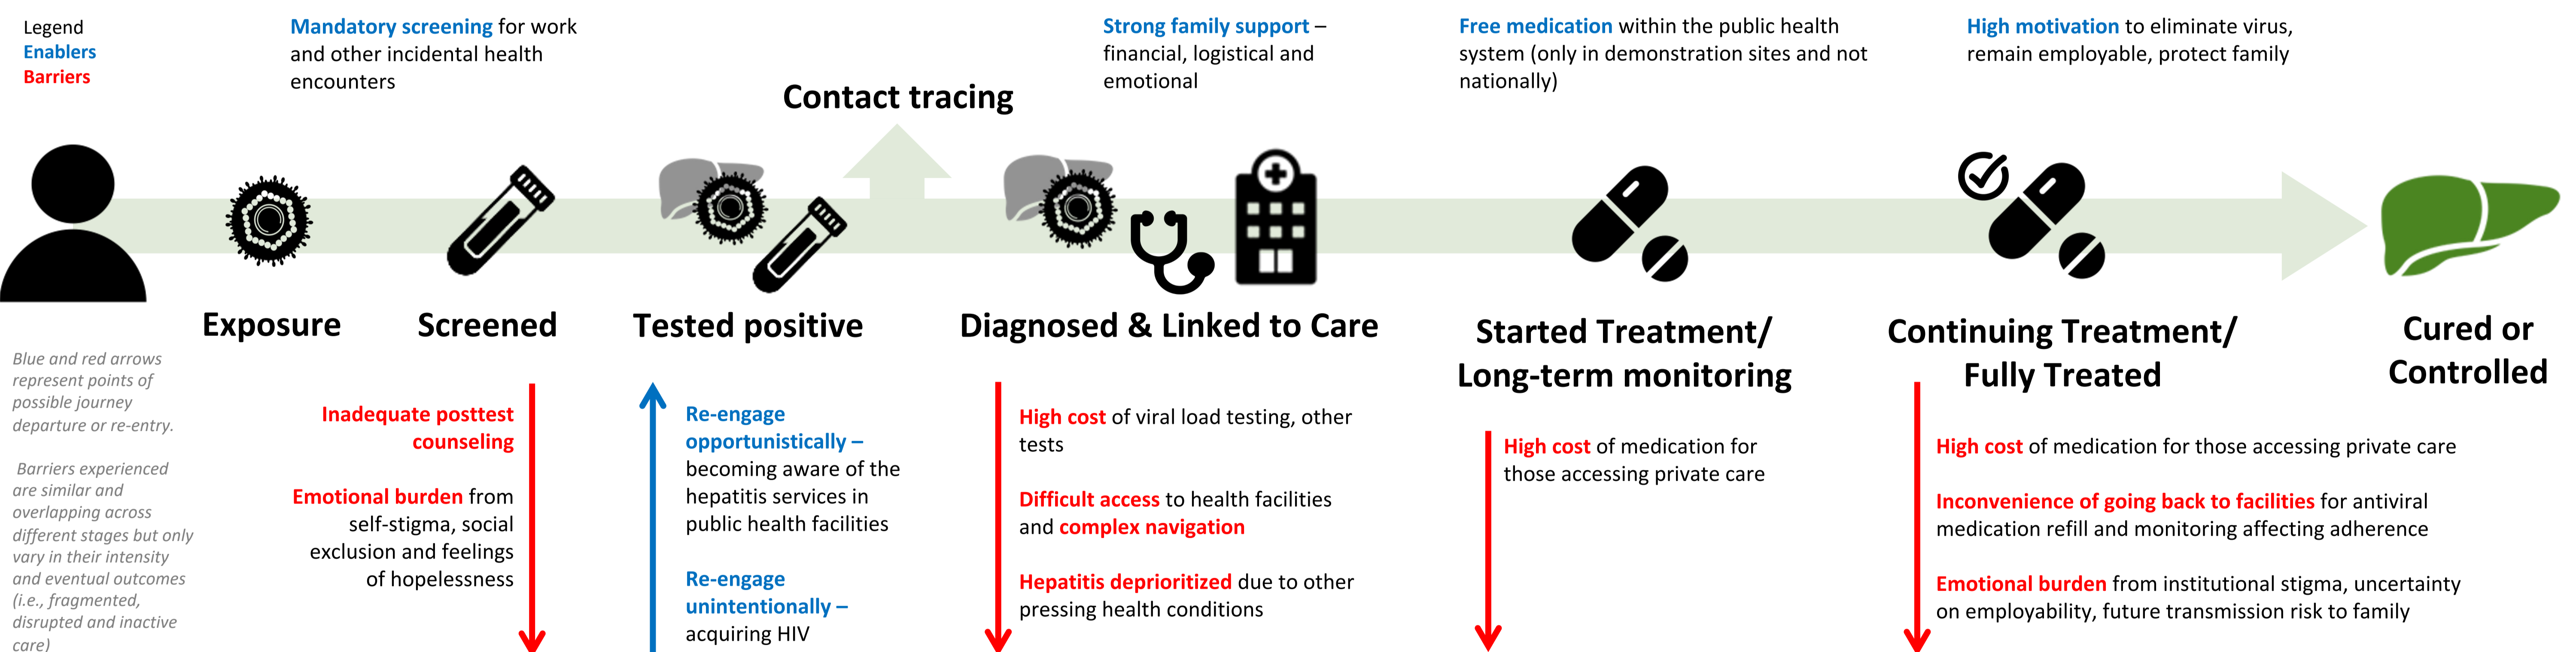 Legend
Enablers
Barriers
Mandatory screening for work
and other incidental health
encounters
Strong family support –
financial, logistical and
emotional
Free medication within the public health
system (only in demonstration sites and not
nationally)
High motivation to eliminate virus,
remain employable, protect family
Contact tracing
Exposure
Screened
Tested positive
Diagnosed & Linked to Care
Started Treatment/
Long-term monitoring
Continuing Treatment/
Fully Treated
Cured or
Controlled
Blue and red arrows
represent points of
possible journey
departure or re-entry.
Barriers experienced
are similar and
overlapping across
different stages but only
vary in their intensity
and eventual outcomes
(i.e., fragmented,
disrupted and inactive
care)
Inadequate posttest
counseling
Emotional burden from
self-stigma, social
exclusion and feelings
of hopelessness
Re-engage
opportunistically –
becoming aware of the
hepatitis services in
public health facilities
Re-engage
unintentionally –
acquiring HIV
High cost of viral load testing, other
tests
Difficult access to health facilities
and complex navigation
Hepatitis deprioritized due to other
pressing health conditions
High cost of medication for
those accessing private care
High cost of medication for those accessing private care
Inconvenience of going back to facilities for antiviral
medication refill and monitoring affecting adherence
Emotional burden from institutional stigma, uncertainty
on employability, future transmission risk to family